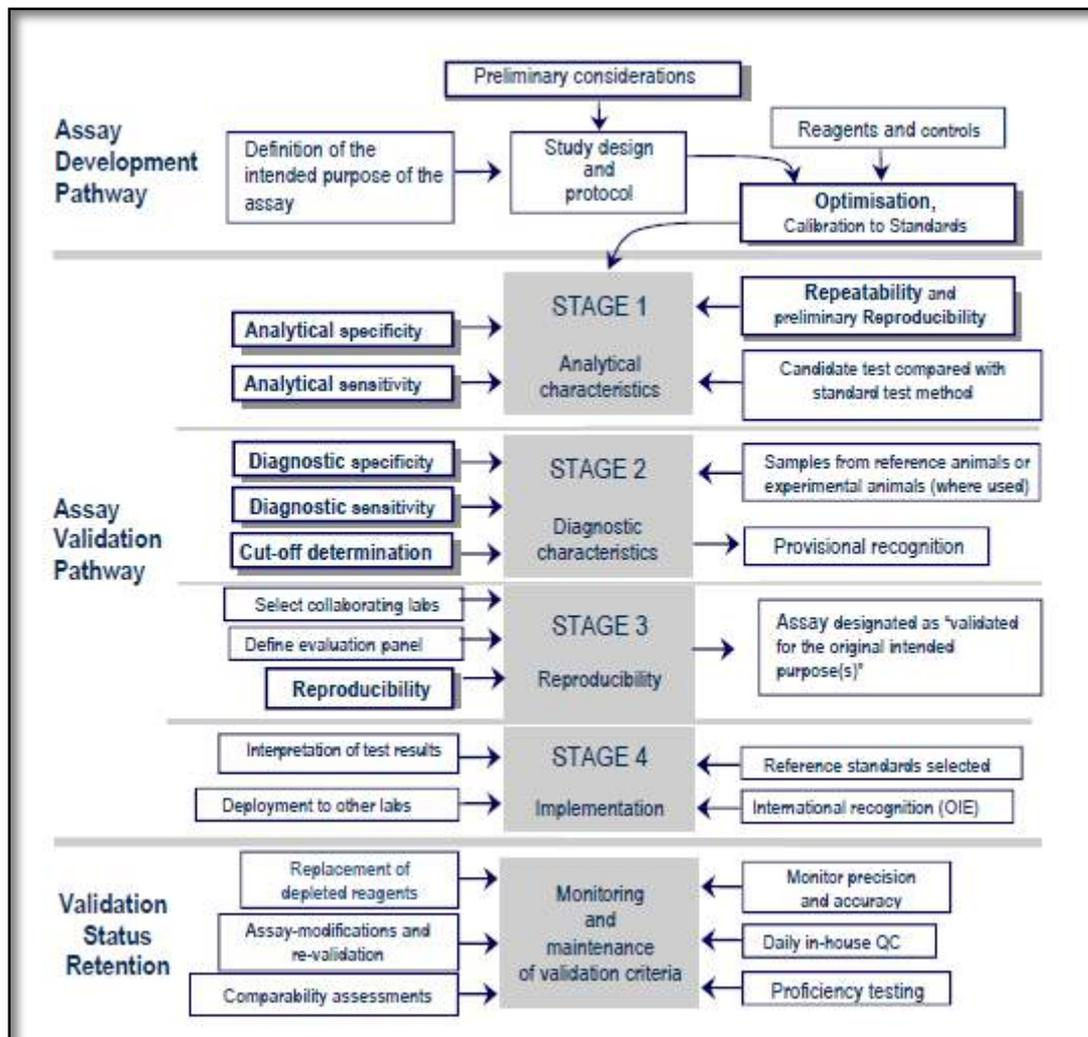 Preliminary considerations
Assay
Development
Pathway
Definition of the
intended purpose of the
assay
Study design
and
protocol
Reagents and controls
Optimisation,
Calibration to Standards
STAGE 1
Analytical
characteristics
Analytical specificity
Analytical sensitivity
Repeatability and
preliminary Reproducibility
Candidate test compared with
standard test method
Assay
Validation
Pathway
STAGE 2
Diagnostic
characteristics
Diagnostic specificity
Diagnostic sensitivity
Cut-off determination
Samples from reference animals or
experimental animals (where used)
Provisional recognition
Select collaborating labs
Define evaluation panel
Reproducibility
STAGE 3
Reproducibility
Assay designated as "validated
for the original intended
purpose(s)"
Interpretation of test results
Deployment to other labs
STAGE 4
Implementation
Reference standards selected
International recognition (OIE)
Validation
Status
Retention
Replacement of
depleted reagents
Assay-modifications and
re-validation
Comparability assessments
Monitoring
and
maintenance
of validation criteria
Monitor precision
and accuracy
Daily in-house QC
Proficiency testing